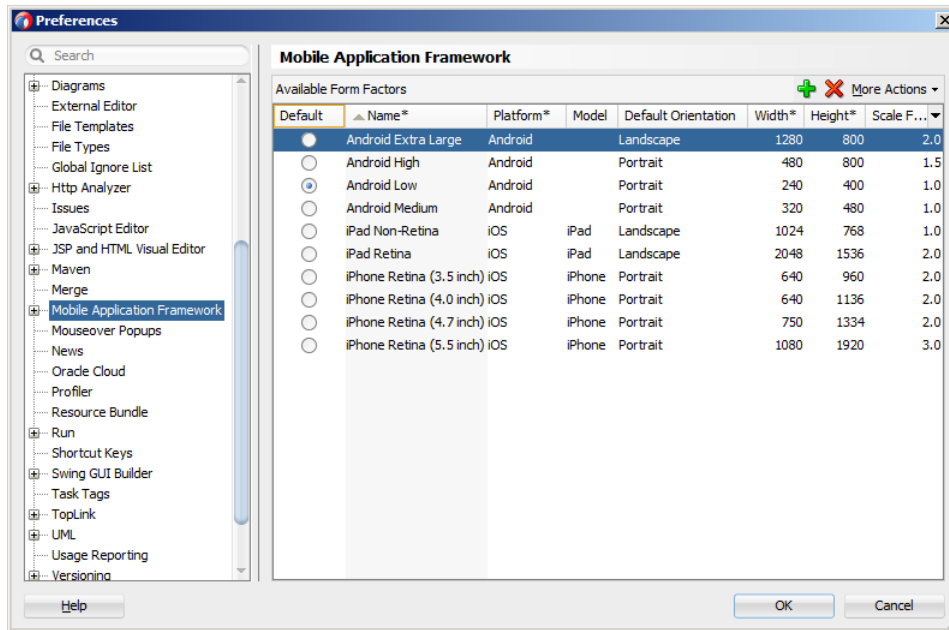 Preferences
Search
Diagrams
External Editor
File Templates
File Types
Global Ignore List
Http Analyzer
Issues
JavaScript Editor
JSP and HTML Visual Editor
Maven
Merge
Mobile Application Framework
Mouseover Popups
News
Oracle Cloud
Profiler
Resource Bundle
Run
Shortcut Keys
Swing GUI Builder
Task Tags
TopLink
UML
Usage Reporting
Versioning
Mobile Application Framework
Available Form Factors More Actions
Default Name* Platform* Model Default Orientation Width* Height* Scale F...
Android Extra Large Android Landscape 1280 800 2.0
Android High Android Portrait 480 800 1.5
Android Low Android Portrait 240 400 1.0
Android Medium Android Portrait 320 480 1.0
iPad Non-Retina iOS iPad Landscape 1024 768 1.0
iPad Retina iOS iPad Landscape 2048 1536 2.0
iPhone Retina (3.5 inch) iOS iPhone Portrait 640 960 2.0
iPhone Retina (4.0 inch) iOS iPhone Portrait 640 1136 2.0
iPhone Retina (4.7 inch) iOS iPhone Portrait 750 1334 2.0
iPhone Retina (5.5 inch) iOS iPhone Portrait 1080 1920 3.0
Help OK Cancel